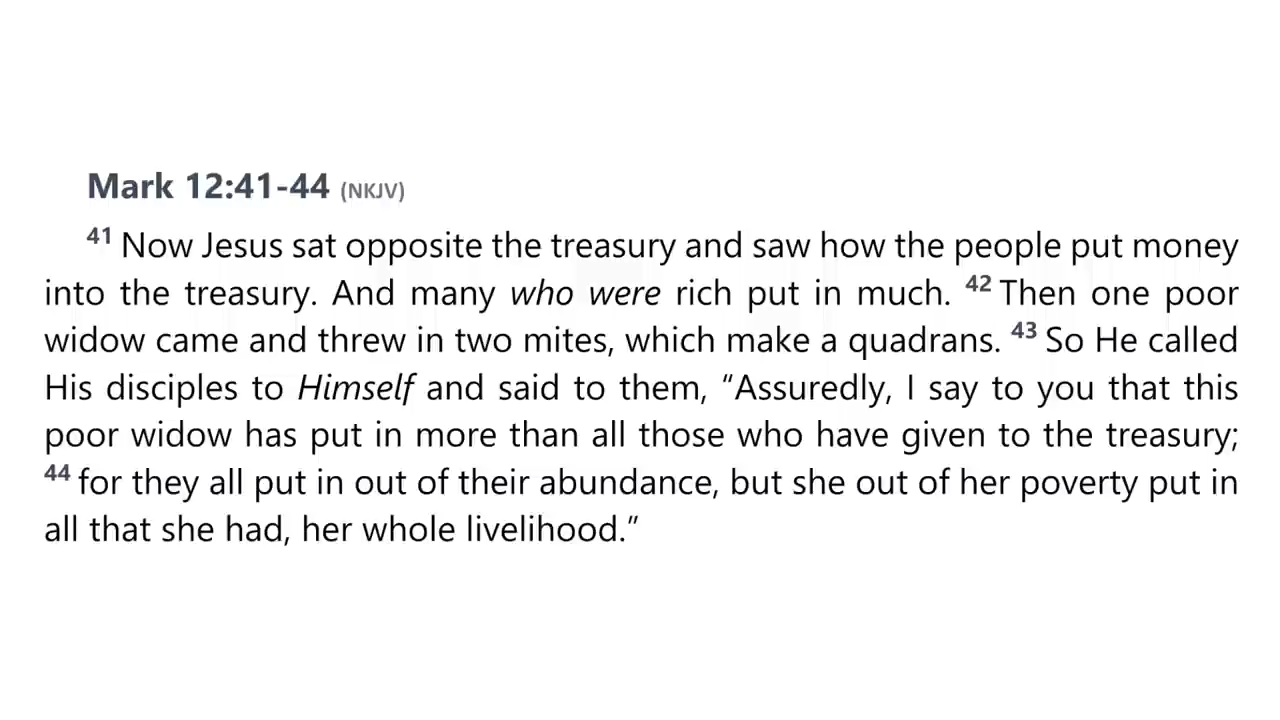 Mark 12:41-44 (NKJV)
41 Now Jesus sat opposite the treasury and saw how the people put money
into the treasury. And many who were rich put in much. 42 Then one poor
widow came and threw in two mites, which make a quadrans. 43 So He called
His disciples to Himself and said to them, “Assuredly, I say to you that this
poor widow has put in more than all those who have given to the treasury;
44 for they all put in out of their abundance, but she out of her poverty put in
all that she had, her whole livelihood.”